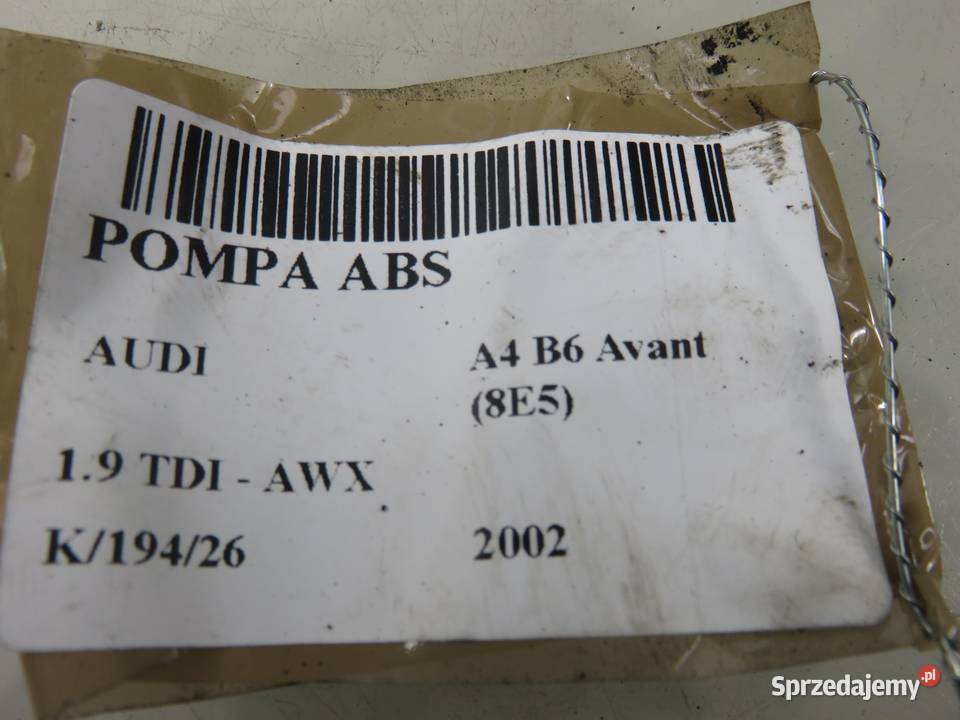 POMPA ABS
AUDI
A4 B6 Avant
(8E5)
1.9 TDI - AWX
K/194/26
2002
Sprzedajemy.pl